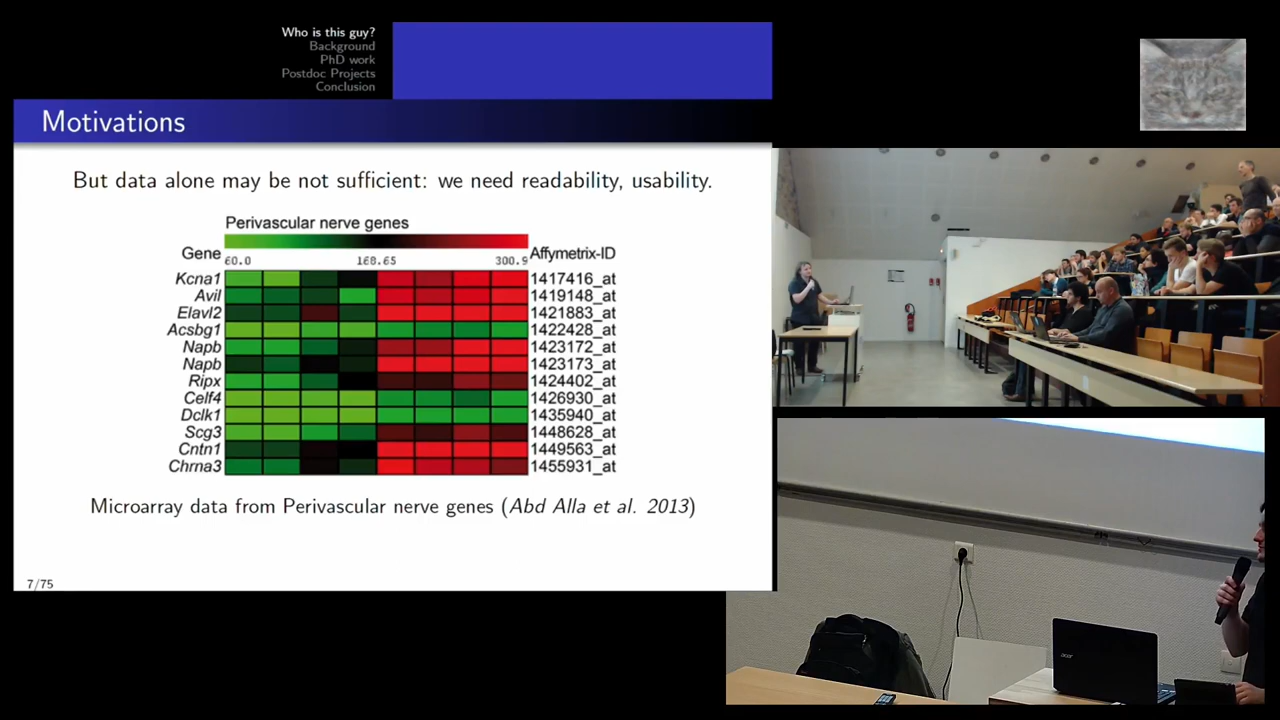 Who is this guy?
Background
PhD work
Postdoc Projects
Conclusion
Motivations
But data alone may be not sufficient: we need readability, usability.
Perivascular nerve genes
Gene Affymetrix-ID
60.0 168.65 300.9
Kcna1 1417416_at
Avil 1419148_at
Elavl2 1421883_at
Acsbg1 1422428_at
Napb 1423172_at
Napb 1423173_at
Ripx 1424402_at
Celf4 1426930_at
Dclk1 1435940_at
Scg3 1448628_at
Cntn1 1449563_at
Chrna3 1455931_at
Microarray data from Perivascular nerve genes (Abd Alla et al. 2013)
7/75
acer